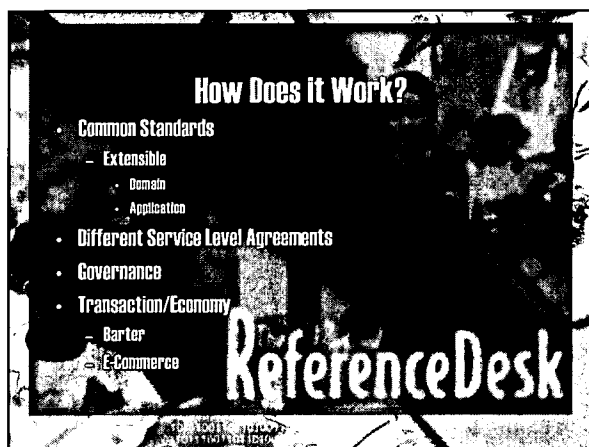 How Does it Work?
• Common Standards
– Extensible
• Domain
• Application
• Different Service Level Agreements
• Governance
• Transaction/Economy
– Barter
– E-Commerce
ReferenceDesk